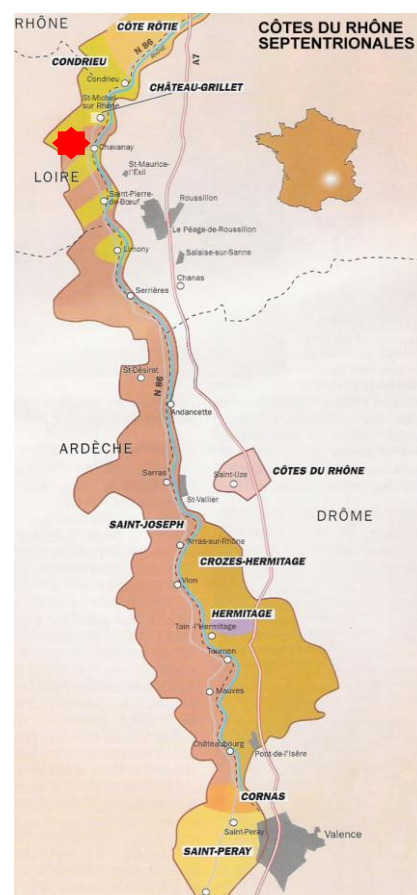 RHÔNE
CÔTE RÔTIE
CÔTES DU RHÔNE
SEPTENTRIONALES
N 86
A7
CONDRIEU
Condrieu
CHÂTEAU-GRILLET
St-Michel-
sur Rhône
Chavanay
St-Maurice-
l'Exil
LOIRE
Saint-Pierre-
de-Bœuf
Roussillon
Le Péage-de-Roussillon
Limony
Salaise-sur-Sanne
Chanas
Serrières
St-Désirat
N 86
Andancette
ARDÈCHE
CÔTES DU RHÔNE
Saint-Uze
Sarras
St-Vallier
DRÔME
SAINT-JOSEPH
Arras-sur-Rhône
CROZES-HERMITAGE
Vion
HERMITAGE
Tain-l'Hermitage
Tournon
Mauves
Châteaubourg
Pont-de-l'Isère
CORNAS
Saint-Peray
Valence
SAINT-PERAY